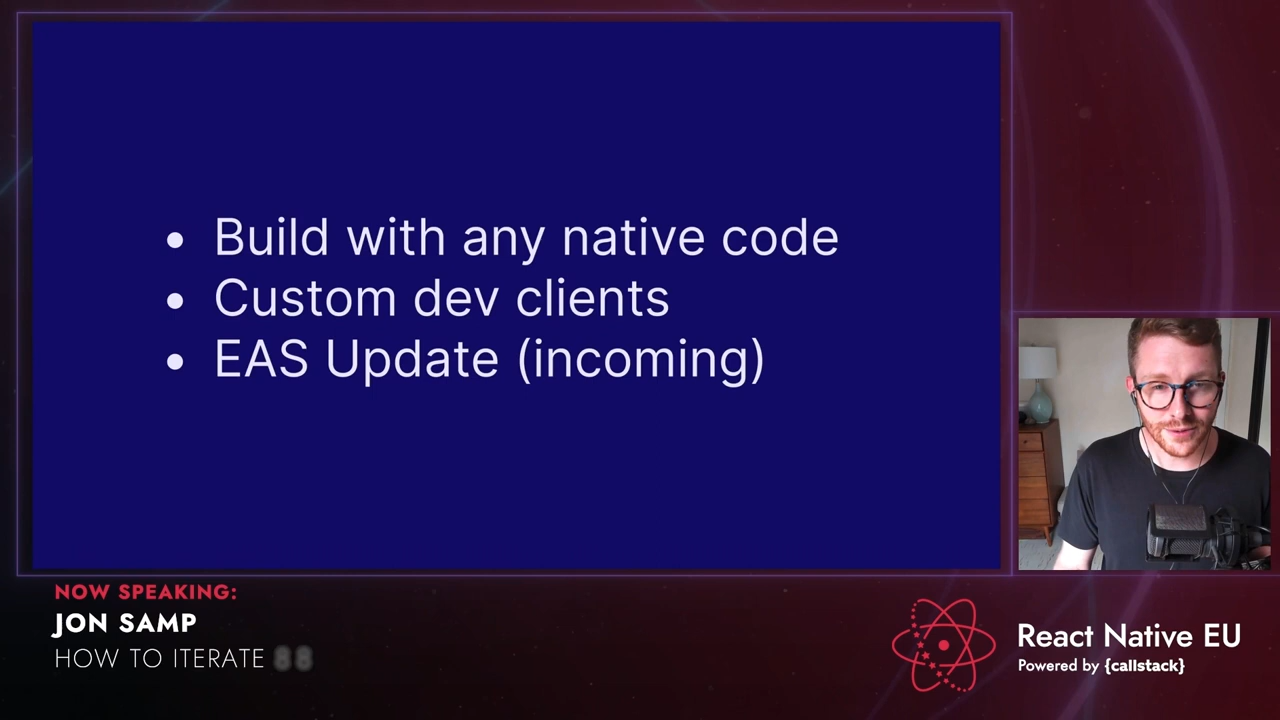 • Build with any native code
• Custom dev clients
• EAS Update (incoming)
NOW SPEAKING:
JON SAMP
HOW TO ITERATE
React Native EU
Powered by {callstack}